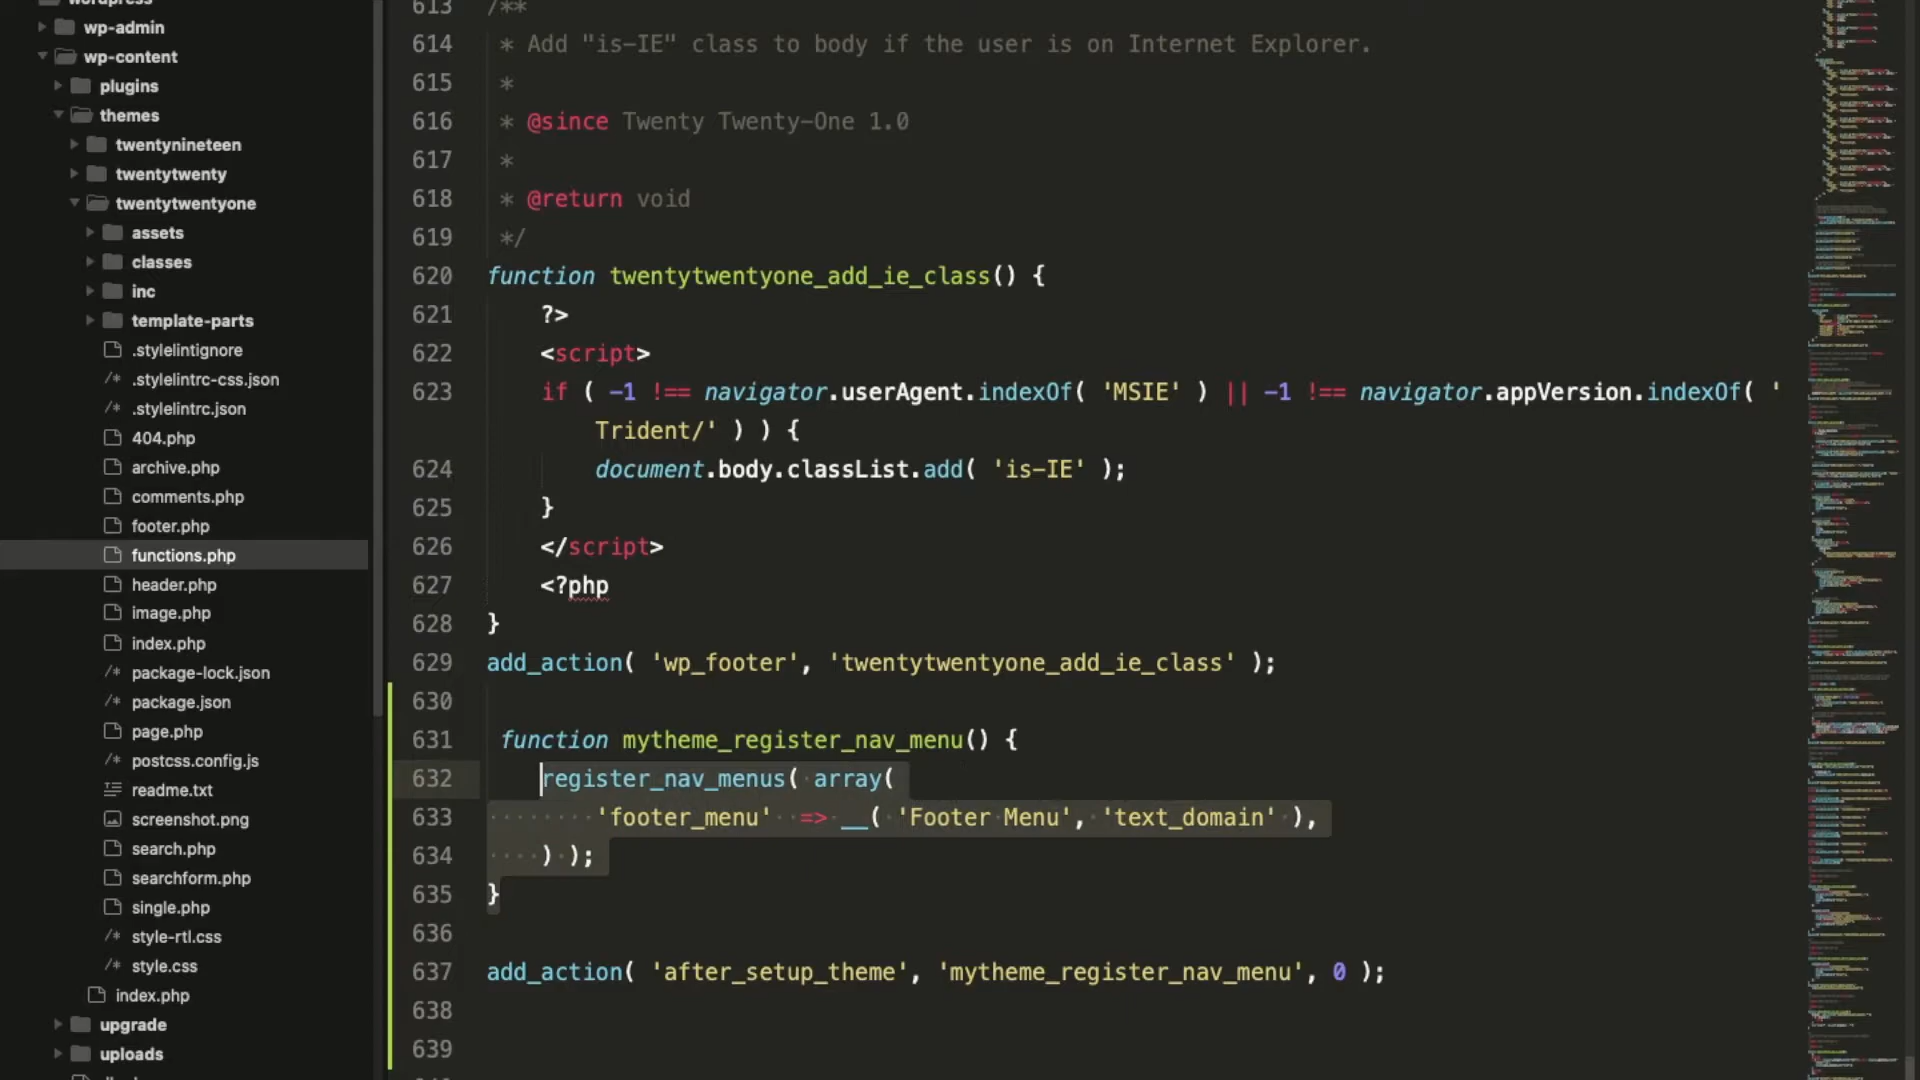 wordpress
wp-admin
wp-content
plugins
themes
twentynineteen
twentytwenty
twentytwentyone
assets
classes
inc
template-parts
.stylelintignore
/* .stylelintrc-css.json
/* .stylelintrc.json
404.php
archive.php
comments.php
footer.php
functions.php
header.php
image.php
index.php
/* package-lock.json
/* package.json
page.php
/* postcss.config.js
readme.txt
screenshot.png
search.php
searchform.php
single.php
/* style-rtl.css
/* style.css
index.php
upgrade
uploads
613 /**
614 * Add "is-IE" class to body if the user is on Internet Explorer.
615 *
616 * @since Twenty Twenty-One 1.0
617 *
618 * @return void
619 */
620 function twentytwentyone_add_ie_class() {
621 ?>
622 <script>
623 if ( -1 !== navigator.userAgent.indexOf( 'MSIE' ) || -1 !== navigator.appVersion.indexOf( '
Trident/' ) ) {
624 document.body.classList.add( 'is-IE' );
625 }
626 </script>
627 <?php
628 }
629 add_action( 'wp_footer', 'twentytwentyone_add_ie_class' );
630
631 function mytheme_register_nav_menu() {
632 register_nav_menus( array(
633 'footer_menu' => __( 'Footer Menu', 'text_domain' ),
634 ) );
635 }
636
637 add_action( 'after_setup_theme', 'mytheme_register_nav_menu', 0 );
638
639